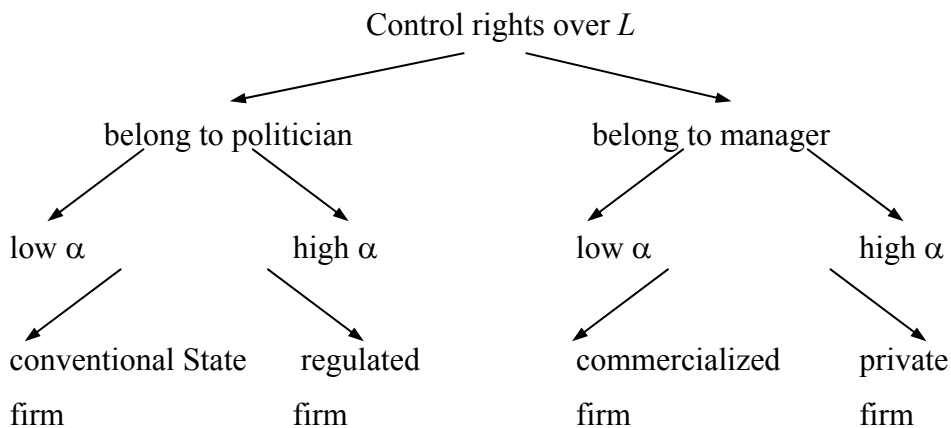 Control rights over L
belong to politician belong to manager
low α high α low α high α
conventional State regulated commercialized private
firm firm firm firm